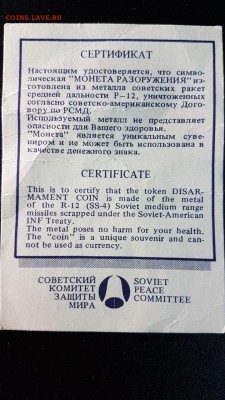 COINS.LAVE.RU
СЕРТИФИКАТ
Настоящим удостоверяется, что симво-
лическая "МОНЕТА РАЗОРУЖЕНИЯ" из-
готовлена из металла советских ракет
средней дальности Р-12, уничтоженных
согласно советско-американскому Дого-
вору по РСМД.
Используемый металл не представляет
опасности для Вашего здоровья.
"Монета" является уникальным суве-
ниром и не может быть использована в
качестве денежного знака.
CERTIFICATE
This is to certify that the token DISAR-
MAMENT COIN is made of the metal
of the R-12 (SS-4) Soviet medium range
missiles scrapped under the Soviet-American
INF Treaty.
The metal poses no harm for your health.
The "coin" is a unique souvenir and can-
not be used as currency.
СОВЕТСКИЙ
КОМИТЕТ
ЗАЩИТЫ
МИРА
SOVIET
PEACE
COMMITTEE